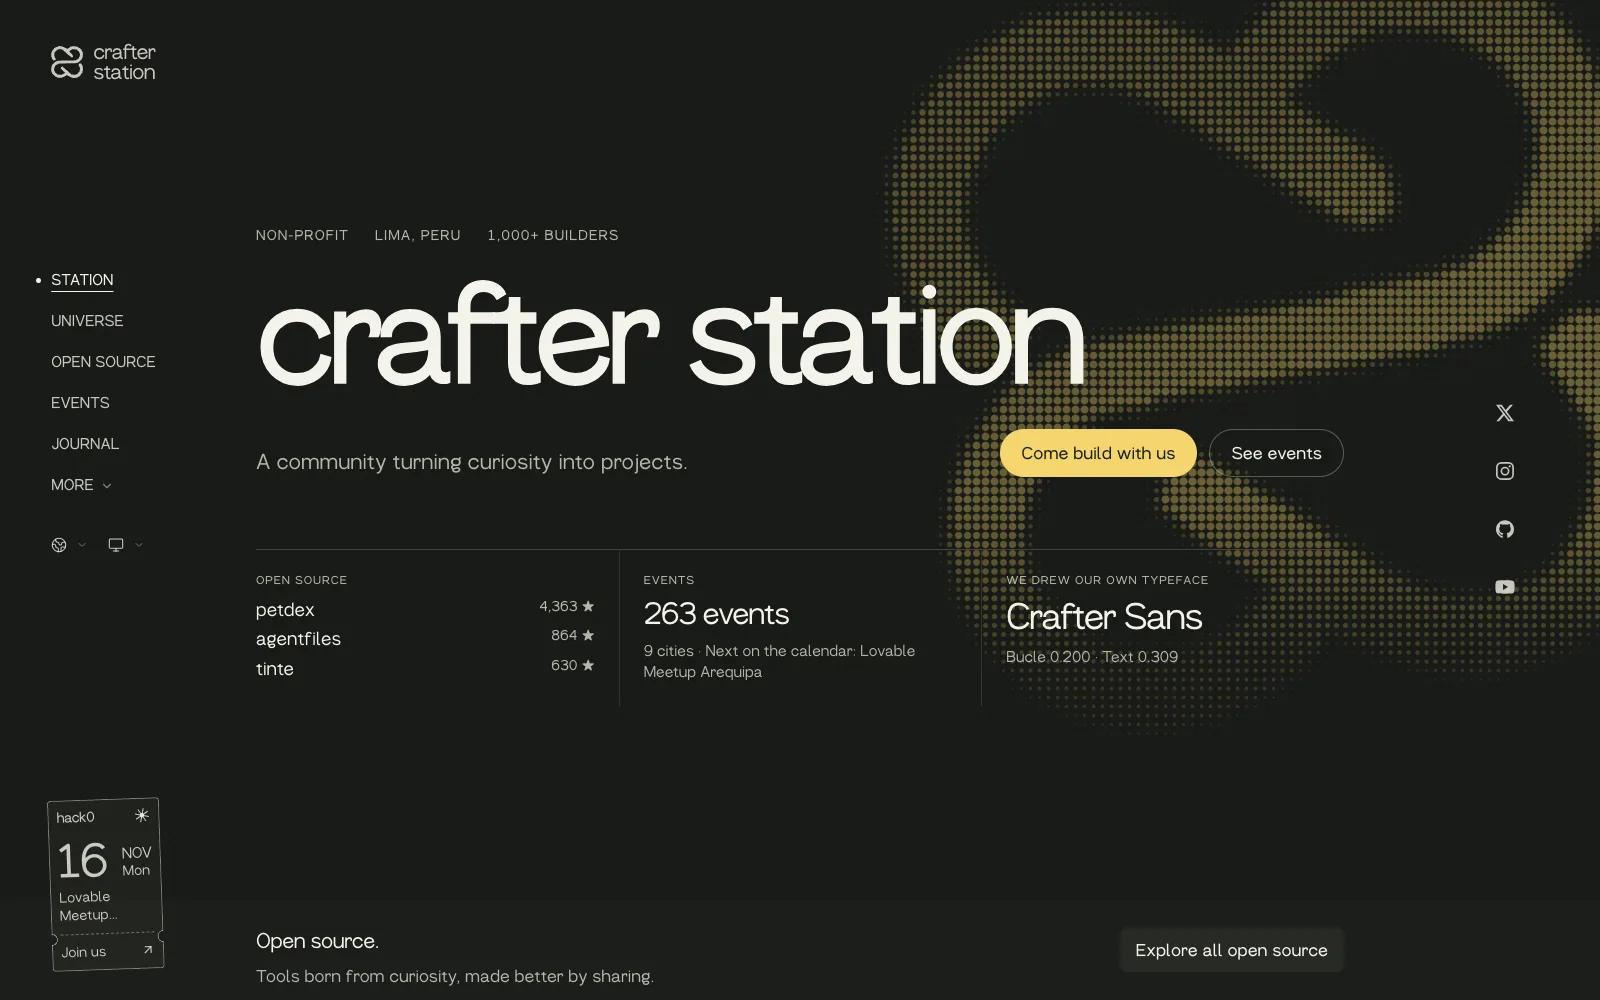 crafter
station
NON-PROFIT LIMA, PERU 1,000+ BUILDERS
STATION
UNIVERSE
OPEN SOURCE
EVENTS
JOURNAL
MORE
crafter station
A community turning curiosity into projects.
Come build with us
See events
OPEN SOURCE
petdex 4,363 ★
agentfiles 864 ★
tinte 630 ★
EVENTS
263 events
9 cities · Next on the calendar: Lovable
Meetup Arequipa
WE DREW OUR OWN TYPEFACE
Crafter Sans
Bucle 0.200 · Text 0.309
hack0
16 NOV
Mon
Lovable
Meetup...
Join us
Open source.
Tools born from curiosity, made better by sharing.
Explore all open source